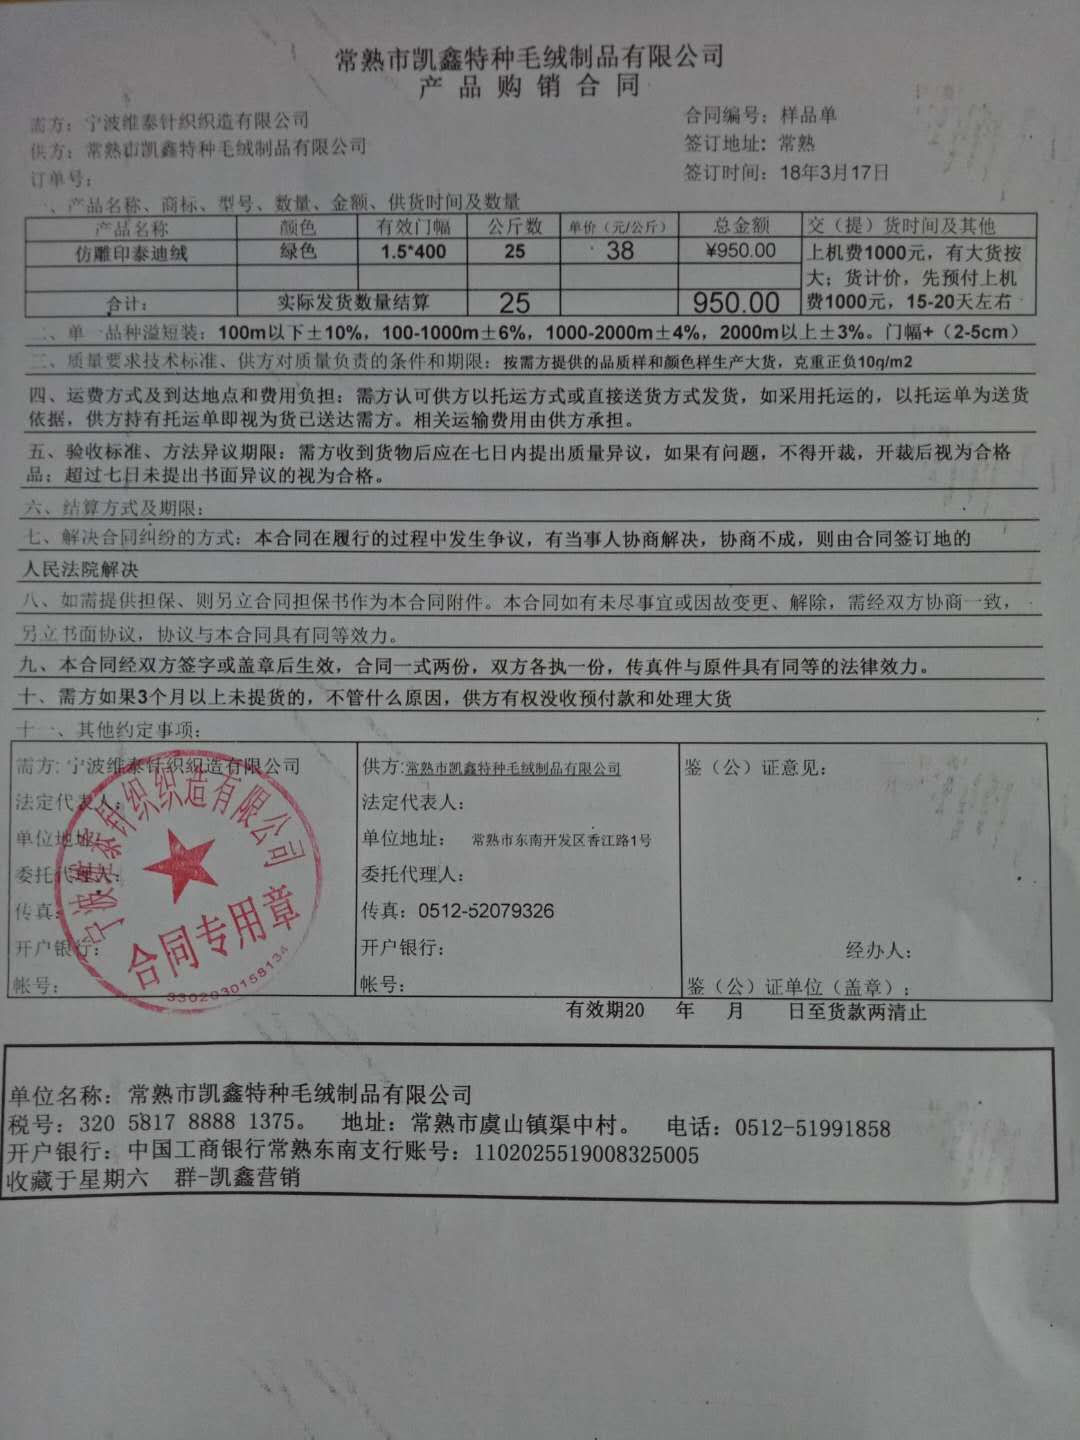 常熟市凯鑫特种毛绒制品有限公司
产品购销合同
需方：宁波维泰针织织造有限公司
合同编号：样品单
供方：常熟市凯鑫特种毛绒制品有限公司
签订地址：常熟
订单号：
签订时间：18年3月17日
一、产品名称、商标、型号、数量、金额、供货时间及数量
产品名称 颜色 有效门幅 公斤数 单价（元/公斤） 总金额 交（提）货时间及其他
仿雕印泰迪绒 绿色 1.5*400 25 38 ¥950.00 上机费1000元，有大货按
大；货计价，先预付上机
合计： 实际发货数量结算 25 950.00 费1000元，15-20天左右
二、单一品种溢短装：100m以下±10%，100-1000m±6%，1000-2000m±4%，2000m以上±3%。门幅+（2-5cm）
三、质量要求技术标准、供方对质量负责的条件和期限：按需方提供的品质样和颜色样生产大货，克重正负10g/m2
四、运费方式及到达地点和费用负担：需方认可供方以托运方式或直接送货方式发货，如采用托运的，以托运单为送货
依据，供方持有托运单即视为货已送达需方。相关运输费用由供方承担。
五、验收标准、方法异议期限：需方收到货物后应在七日内提出质量异议，如果有问题，不得开裁，开裁后视为合格
品；超过七日未提出书面异议的视为合格。
六、结算方式及期限：
七、解决合同纠纷的方式：本合同在履行的过程中发生争议，有当事人协商解决，协商不成，则由合同签订地的
人民法院解决
八、如需提供担保、则另立合同担保书作为本合同附件。本合同如有未尽事宜或因故变更、解除，需经双方协商一致，
另立书面协议，协议与本合同具有同等效力。
九、本合同经双方签字或盖章后生效，合同一式两份，双方各执一份，传真件与原件具有同等的法律效力。
十、需方如果3个月以上未提货的，不管什么原因，供方有权没收预付款和处理大货
十一、其他约定事项：
需方：宁波维泰针织织造有限公司
法定代表人：
单位地址：
委托代理人：
传真：
开户银行：
帐号：
宁波维泰针织织造有限公司
合同专用章
3302030158134
供方：常熟市凯鑫特种毛绒制品有限公司
法定代表人：
单位地址： 常熟市东南开发区香江路1号
委托代理人：
传真：0512-52079326
开户银行：
帐号：
鉴（公）证意见：
经办人：
鉴（公）证单位（盖章）；
有效期20 年 月 日至货款两清止
单位名称：常熟市凯鑫特种毛绒制品有限公司
税号：320 5817 8888 1375。 地址：常熟市虞山镇渠中村。 电话：0512-51991858
开户银行：中国工商银行常熟东南支行账号：1102025519008325005
收藏于星期六 群-凯鑫营销